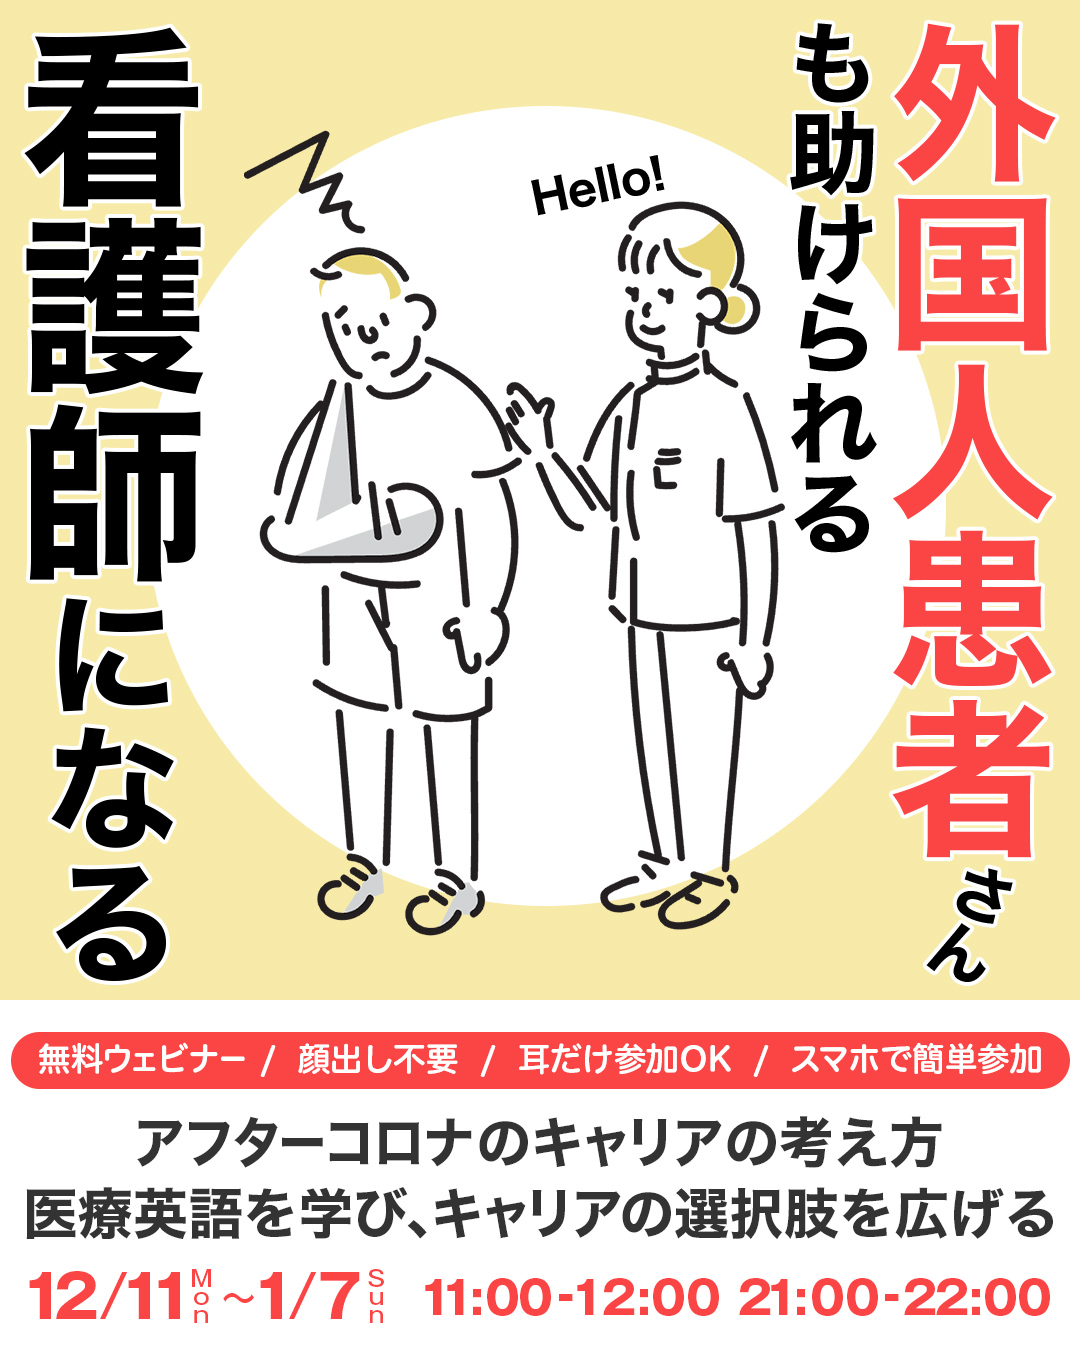 外国人患者さん
も助けられる
看護師になる
Hello!
無料ウェビナー / 顔出し不要 / 耳だけ参加OK / スマホで簡単参加
アフターコロナのキャリアの考え方
医療英語を学び、キャリアの選択肢を広げる
12/11 Mon 〜 1/7 Sun 11:00-12:00 21:00-22:00